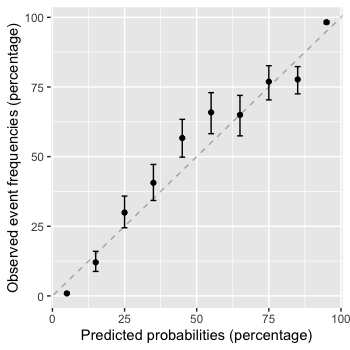 Observed event frequencies (percentage)
100
75
50
25
0
0 25 50 75 100
Predicted probabilities (percentage)